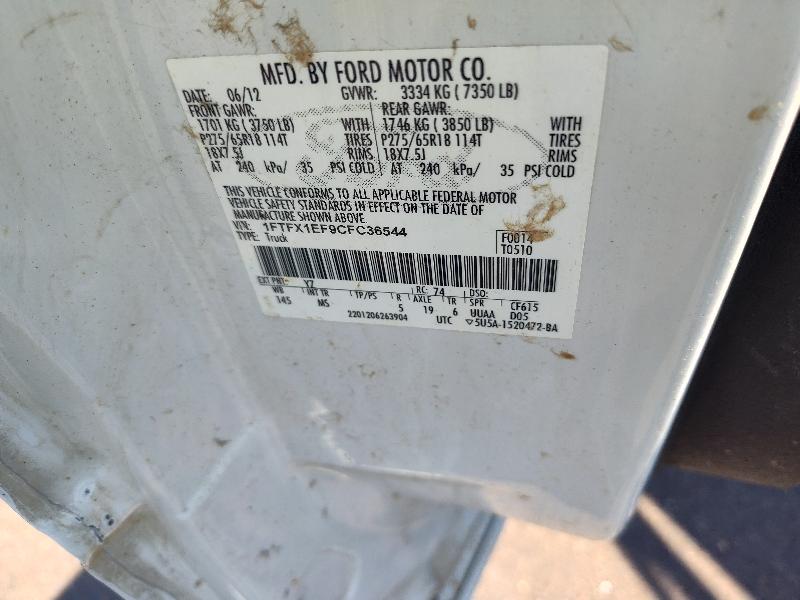 MFD. BY FORD MOTOR CO.
DATE: 06/12 GVWR: 3334 KG ( 7350 LB)
FRONT GAWR: REAR GAWR:
1701 KG ( 3750 LB) WITH 1746 KG ( 3850 LB) WITH
P275/65R18 114T TIRES P275/65R18 114T TIRES
18X7.5J RIMS 18X7.5J RIMS
AT 240 kPa/ 35 PSI COLD AT 240 kPa/ 35 PSI COLD
THIS VEHICLE CONFORMS TO ALL APPLICABLE FEDERAL MOTOR
VEHICLE SAFETY STANDARDS IN EFFECT ON THE DATE OF
MANUFACTURE SHOWN ABOVE.
VIN: 1FTFX1EF9CFC36544 F0014
TYPE: Truck T0510
EXT PNT: YZ RC: 74 DSO:
WB INT TR TP/PS R AXLE TR SPR CF615
145 MS 5 19 6 UUAA D05
2201206263904 UTC ▽5U5A-1520472-BA